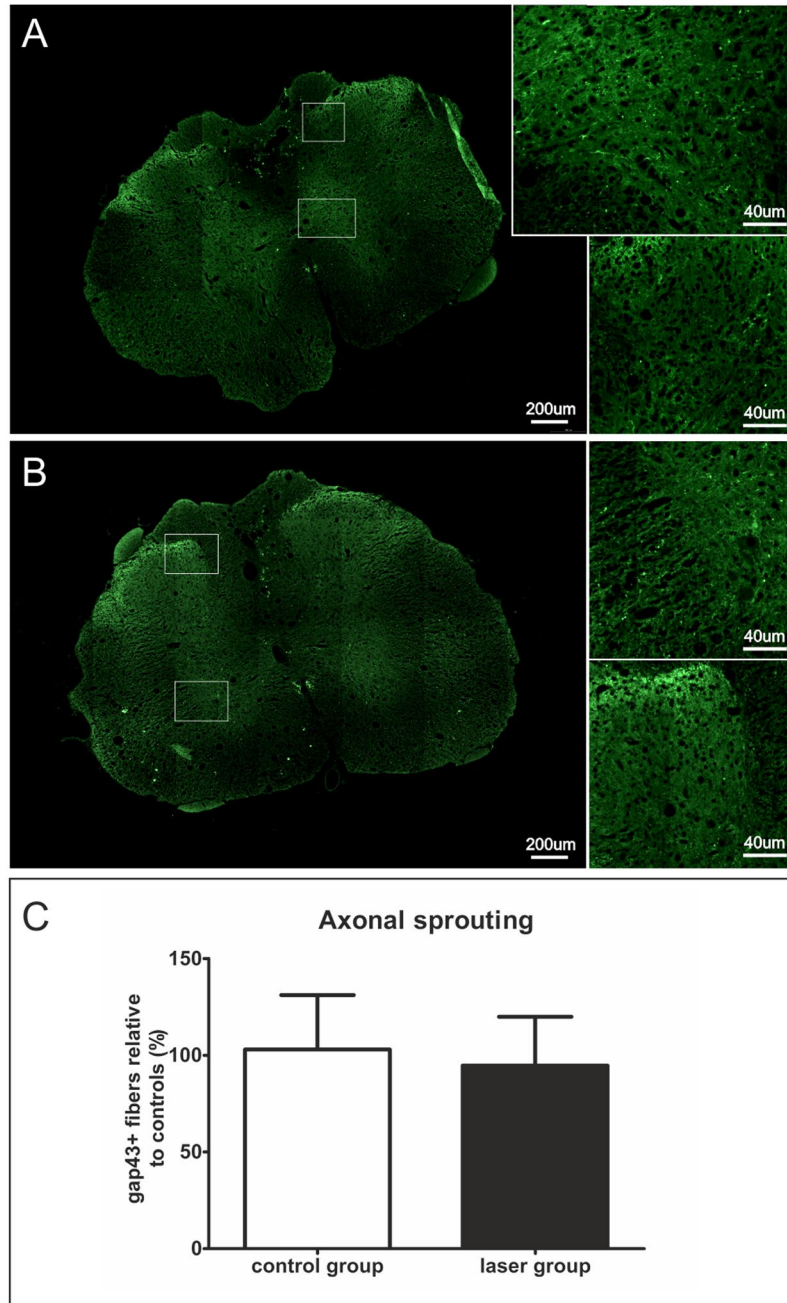 A
40um
40um
200um
B
40um
40um
200um
C
Axonal sprouting
gap43+ fibers relative
to controls (%)
150
100
50
0
control group
laser group